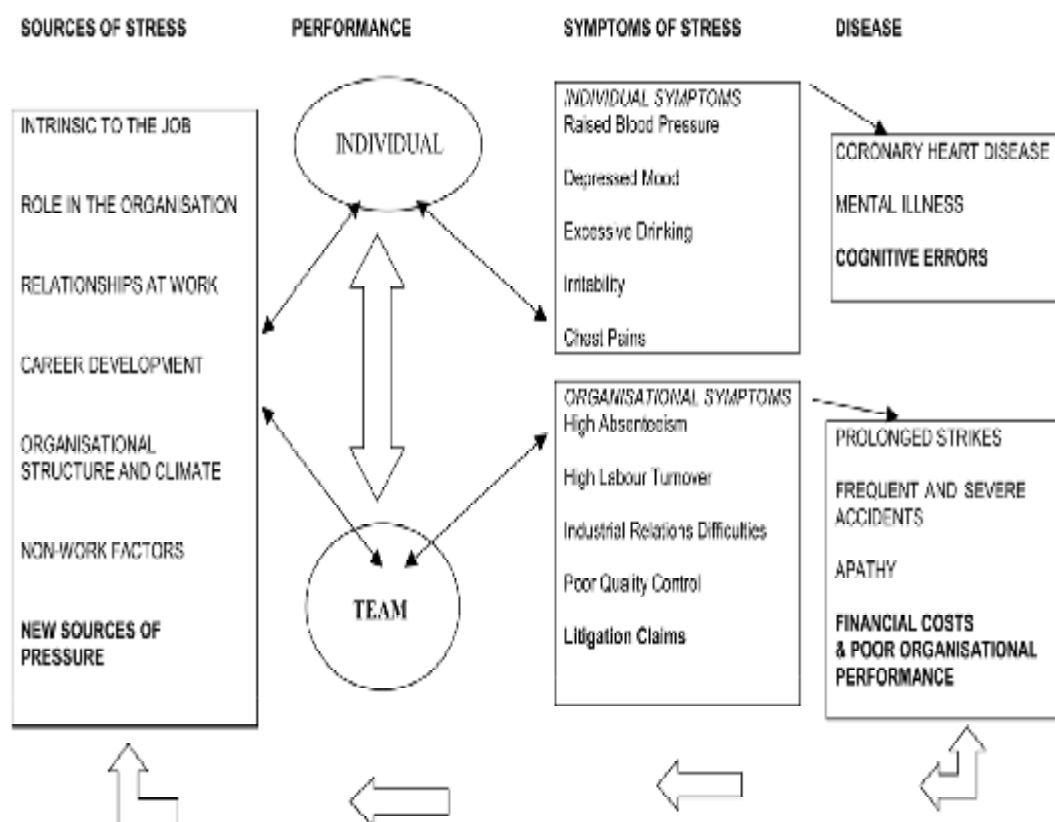 SOURCES OF STRESS
PERFORMANCE
SYMPTOMS OF STRESS
DISEASE
INTRINSIC TO THE JOB
ROLE IN THE ORGANISATION
RELATIONSHIPS AT WORK
CAREER DEVELOPMENT
ORGANISATIONAL
STRUCTURE AND CLIMATE
NON-WORK FACTORS
NEW SOURCES OF
PRESSURE
INDIVIDUAL
TEAM
INDIVIDUAL SYMPTOMS
Raised Blood Pressure
Depressed Mood
Excessive Drinking
Irritability
Chest Pains
ORGANISATIONAL SYMPTOMS
High Absenteeism
High Labour Turnover
Industrial Relations Difficulties
Poor Quality Control
Litigation Claims
CORONARY HEART DISEASE
MENTAL ILLNESS
COGNITIVE ERRORS
PROLONGED STRIKES
FREQUENT AND SEVERE
ACCIDENTS
APATHY
FINANCIAL COSTS
& POOR ORGANISATIONAL
PERFORMANCE